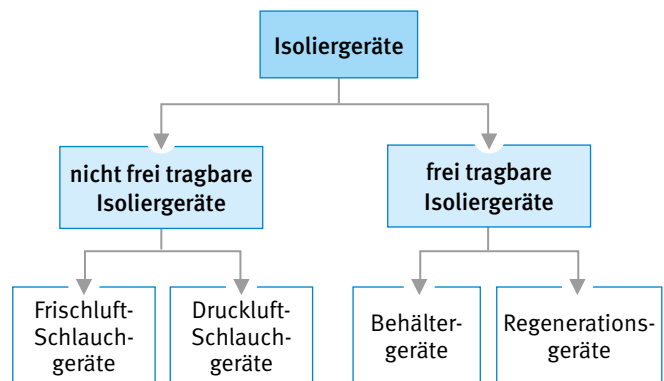 Isoliergeräte
nicht frei tragbare
Isoliergeräte
frei tragbare
Isoliergeräte
Frischluft-
Schlauch-
geräte
Druckluft-
Schlauch-
geräte
Behälter-
geräte
Regenerations-
geräte